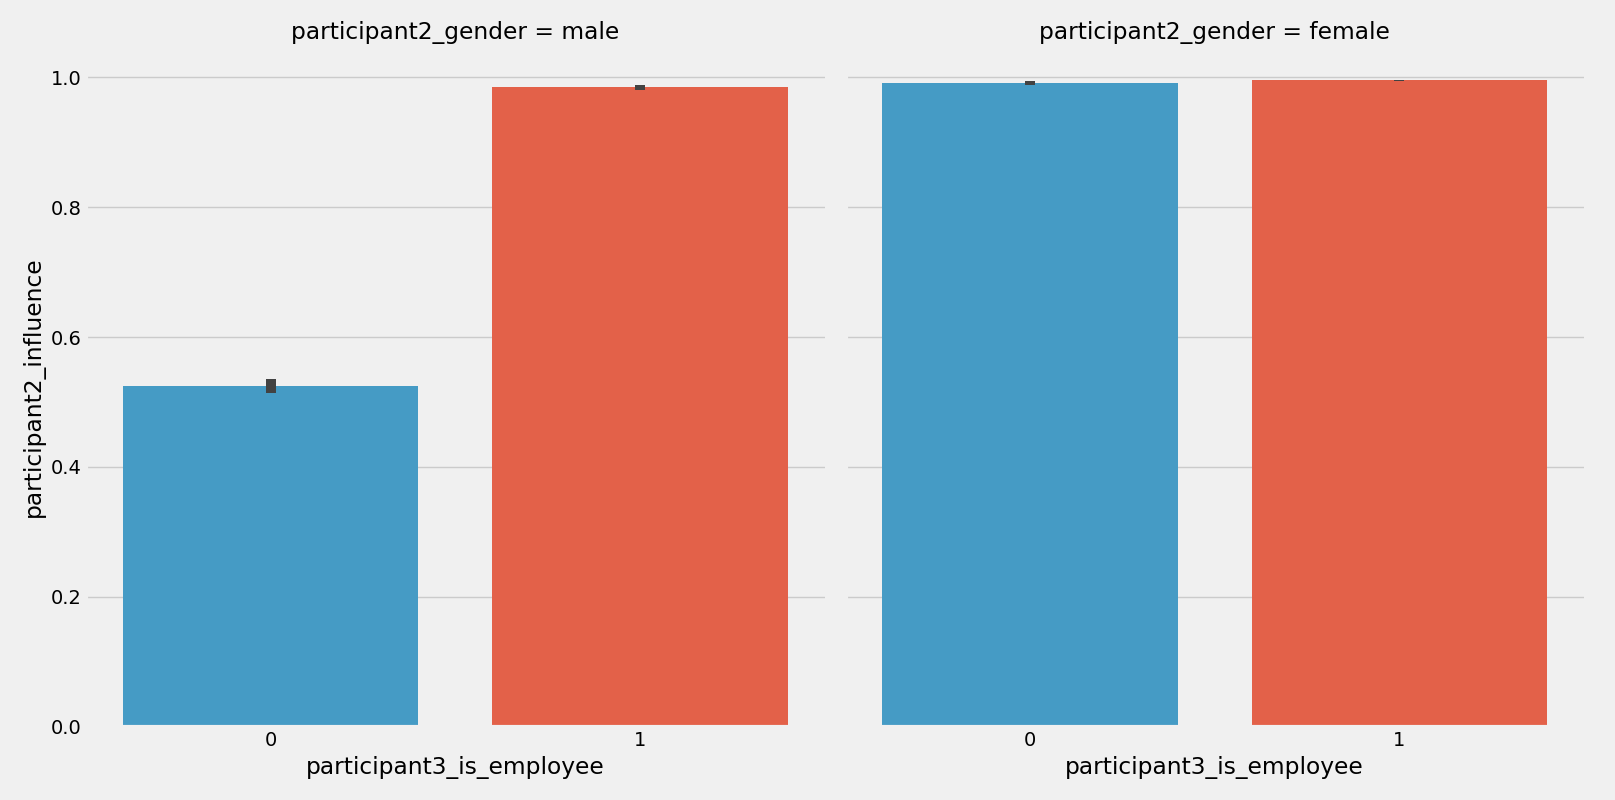 participant2_gender = male
participant2_gender = female
1.0
0.8
0.6
0.4
0.2
0.0
participant2_influence
0
1
0
1
participant3_is_employee
participant3_is_employee